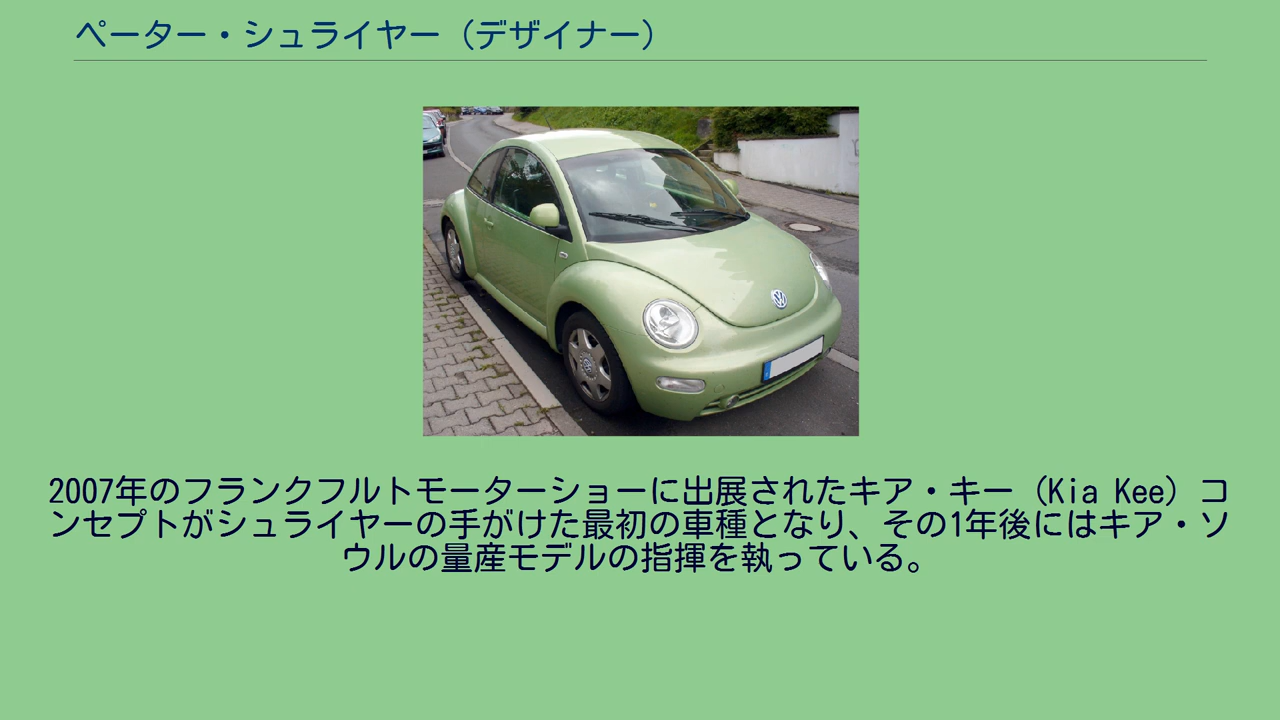 ペーター・シュライヤー（デザイナー）
2007年のフランクフルトモーターショーに出展されたキア・キー（Kia Kee）コ
ンセプトがシュライヤーの手がけた最初の車種となり、その1年後にはキア・ソ
ウルの量産モデルの指揮を執っている。